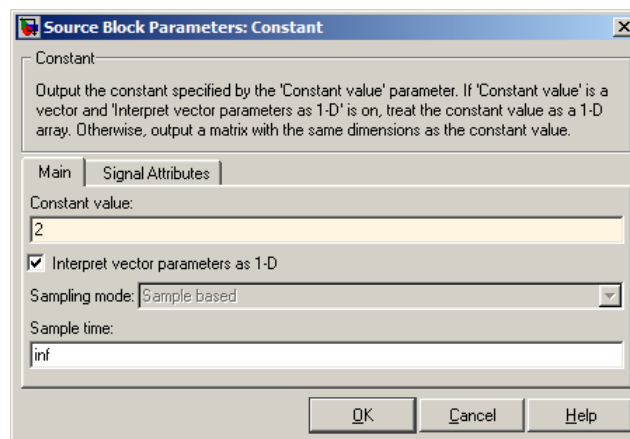 Source Block Parameters: Constant
Constant
Output the constant specified by the 'Constant value' parameter. If 'Constant value' is a
vector and 'Interpret vector parameters as 1-D' is on, treat the constant value as a 1-D
array. Otherwise, output a matrix with the same dimensions as the constant value.
Main Signal Attributes
Constant value:
2
Interpret vector parameters as 1-D
Sampling mode: Sample based
Sample time:
inf
OK Cancel Help